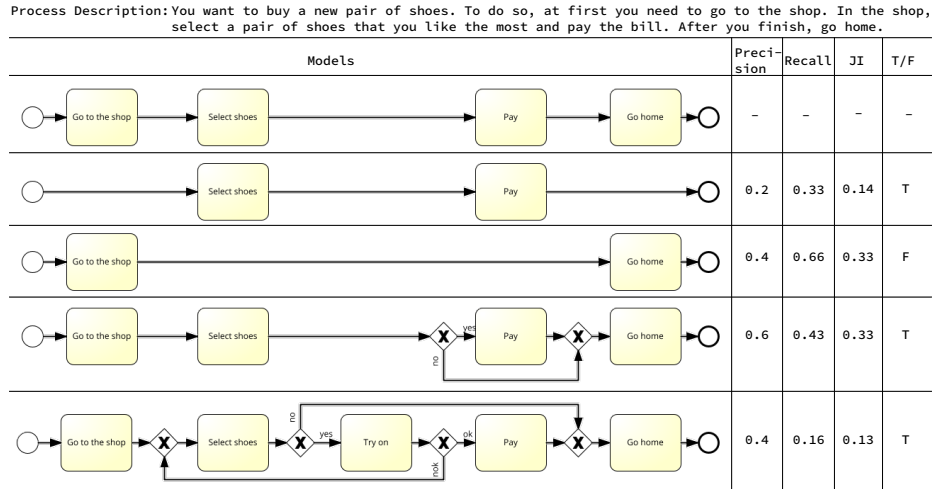 Process Description: You want to buy a new pair of shoes. To do so, at first you need to go to the shop. In the shop,
select a pair of shoes that you like the most and pay the bill. After you finish, go home.
Models Preci- Recall JI T/F
sion
Go to the shop Select shoes Pay Go home - - - -
Select shoes Pay 0.2 0.33 0.14 T
Go to the shop Go home 0.4 0.66 0.33 F
Go to the shop Select shoes X yes Pay X Go home 0.6 0.43 0.33 T
no
no
Go to the shop X Select shoes X yes Try on X ok Pay X Go home 0.4 0.16 0.13 T
nok